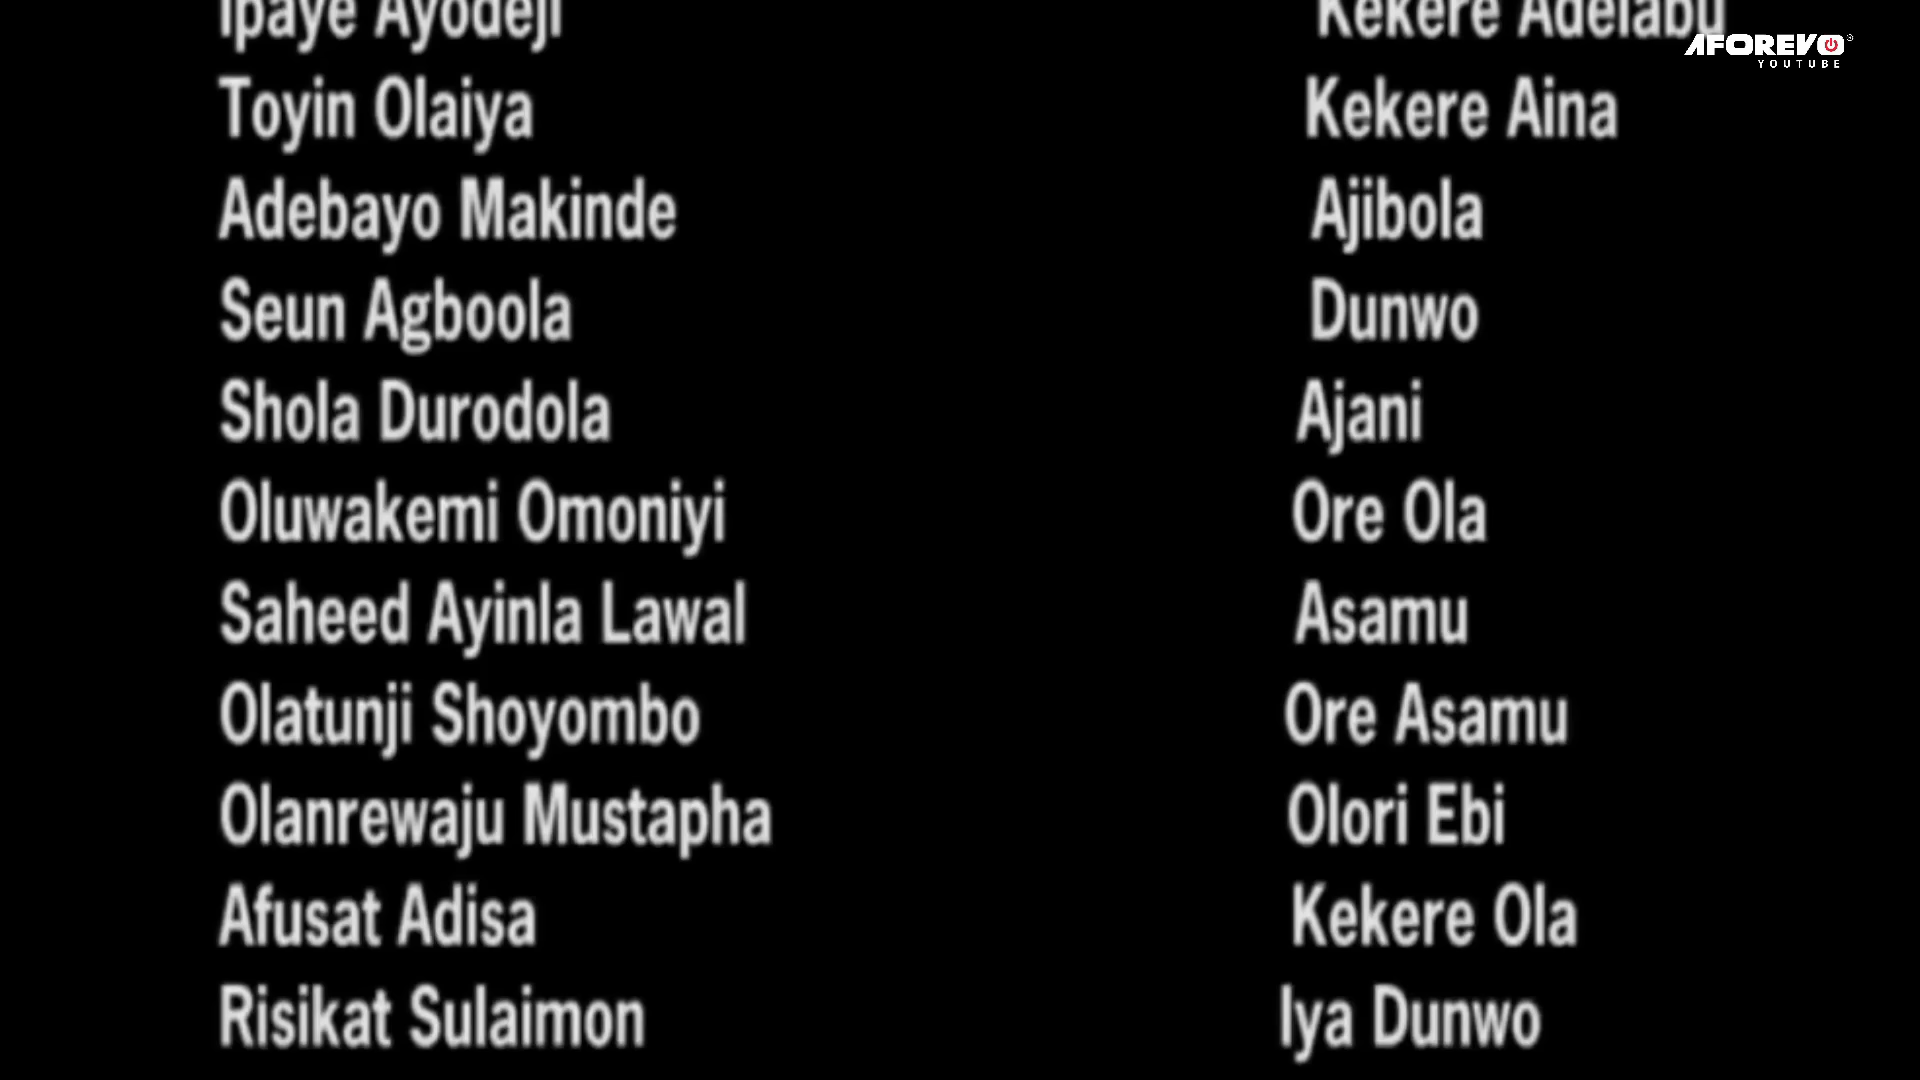 Ipaye Ayodeji Kekere Adelabu
AFOREVO
YOUTUBE
Toyin Olaiya Kekere Aina
Adebayo Makinde Ajibola
Seun Agboola Dunwo
Shola Durodola Ajani
Oluwakemi Omoniyi Ore Ola
Saheed Ayinla Lawal Asamu
Olatunji Shoyombo Ore Asamu
Olanrewaju Mustapha Olori Ebi
Afusat Adisa Kekere Ola
Risikat Sulaimon Iya Dunwo